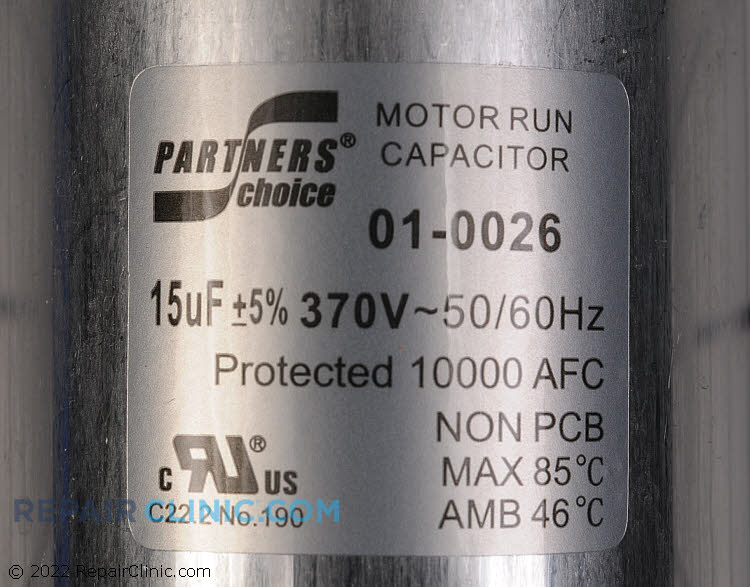 PARTNERS® choice
MOTOR RUN
CAPACITOR
01-0026
15uF ±5% 370V~50/60Hz
Protected 10000 AFC
NON PCB
MAX 85℃
AMB 46℃
c RU® US
C22.2 No.190
REPAIRCLINIC.COM
© 2022 RepairClinic.com